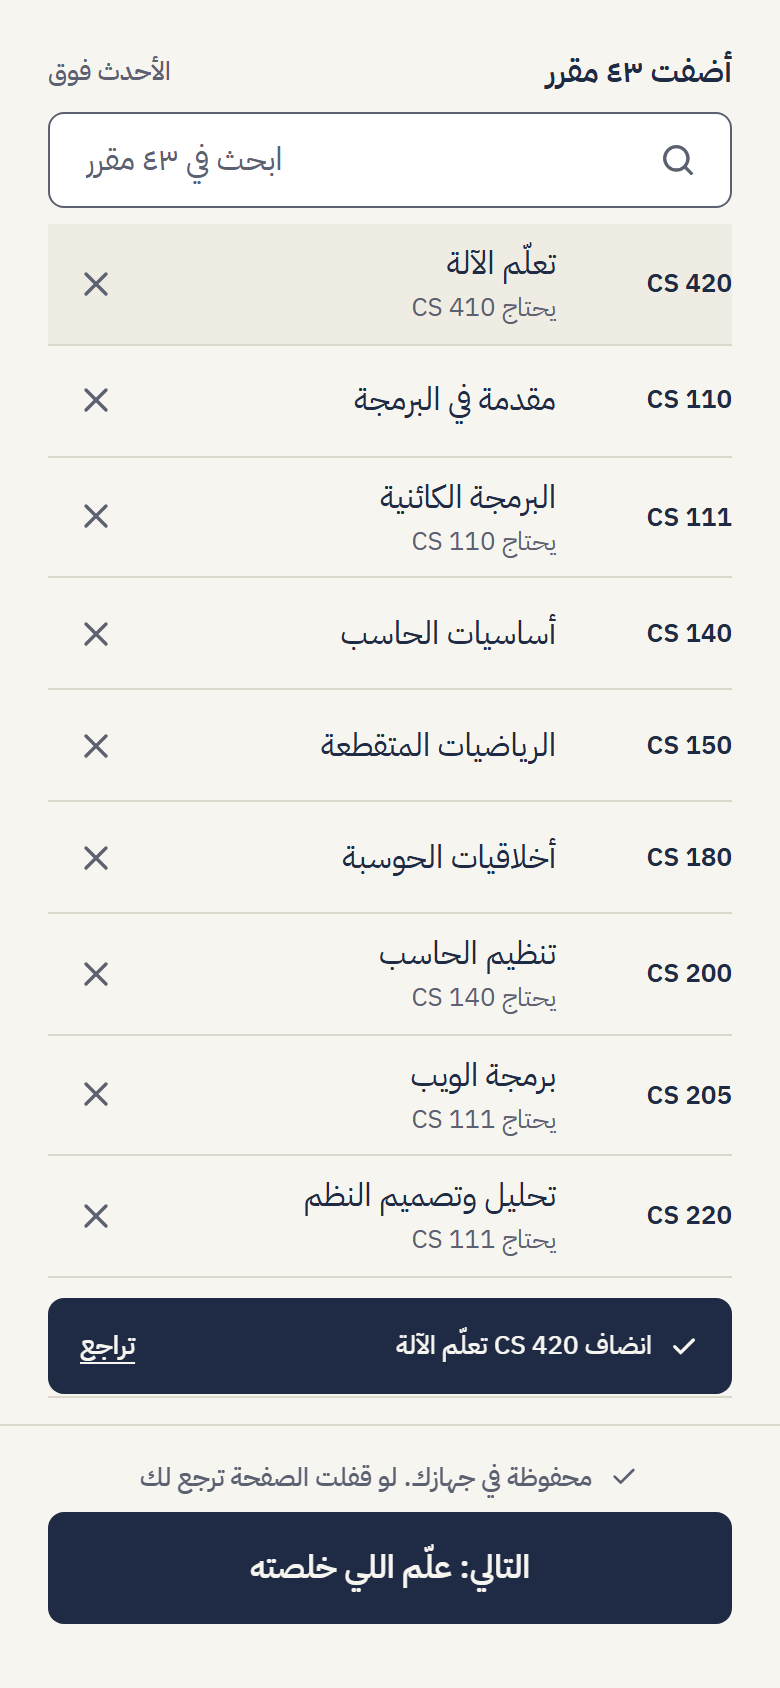 أضفت ٤٣ مقرر
الأحدث فوق
ابحث في ٤٣ مقرر
CS 420
تعلّم الآلة
يحتاج CS 410
CS 110
مقدمة في البرمجة
CS 111
البرمجة الكائنية
يحتاج CS 110
CS 140
أساسيات الحاسب
CS 150
الرياضيات المتقطعة
CS 180
أخلاقيات الحوسبة
CS 200
تنظيم الحاسب
يحتاج CS 140
CS 205
برمجة الويب
يحتاج CS 111
CS 220
تحليل وتصميم النظم
يحتاج CS 111
انضاف CS 420 تعلّم الآلة
تراجع
محفوظة في جهازك. لو قفلت الصفحة ترجع لك
التالي: علّم اللي خلصته